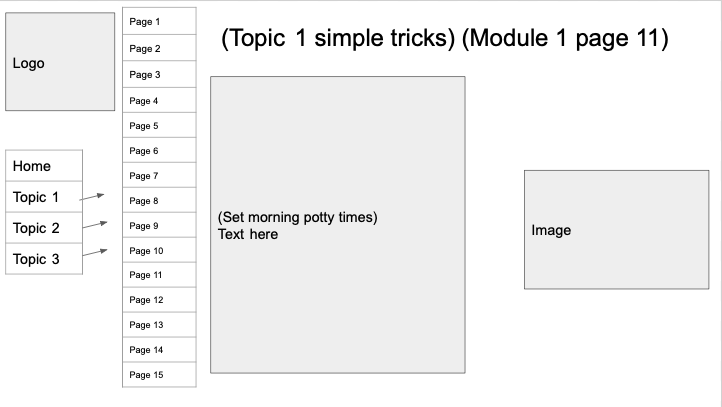 Logo
Home
Topic 1
Topic 2
Topic 3
Page 1
Page 2
Page 3
Page 4
Page 5
Page 6
Page 7
Page 8
Page 9
Page 10
Page 11
Page 12
Page 13
Page 14
Page 15
(Topic 1 simple tricks) (Module 1 page 11)
(Set morning potty times)
Text here
Image